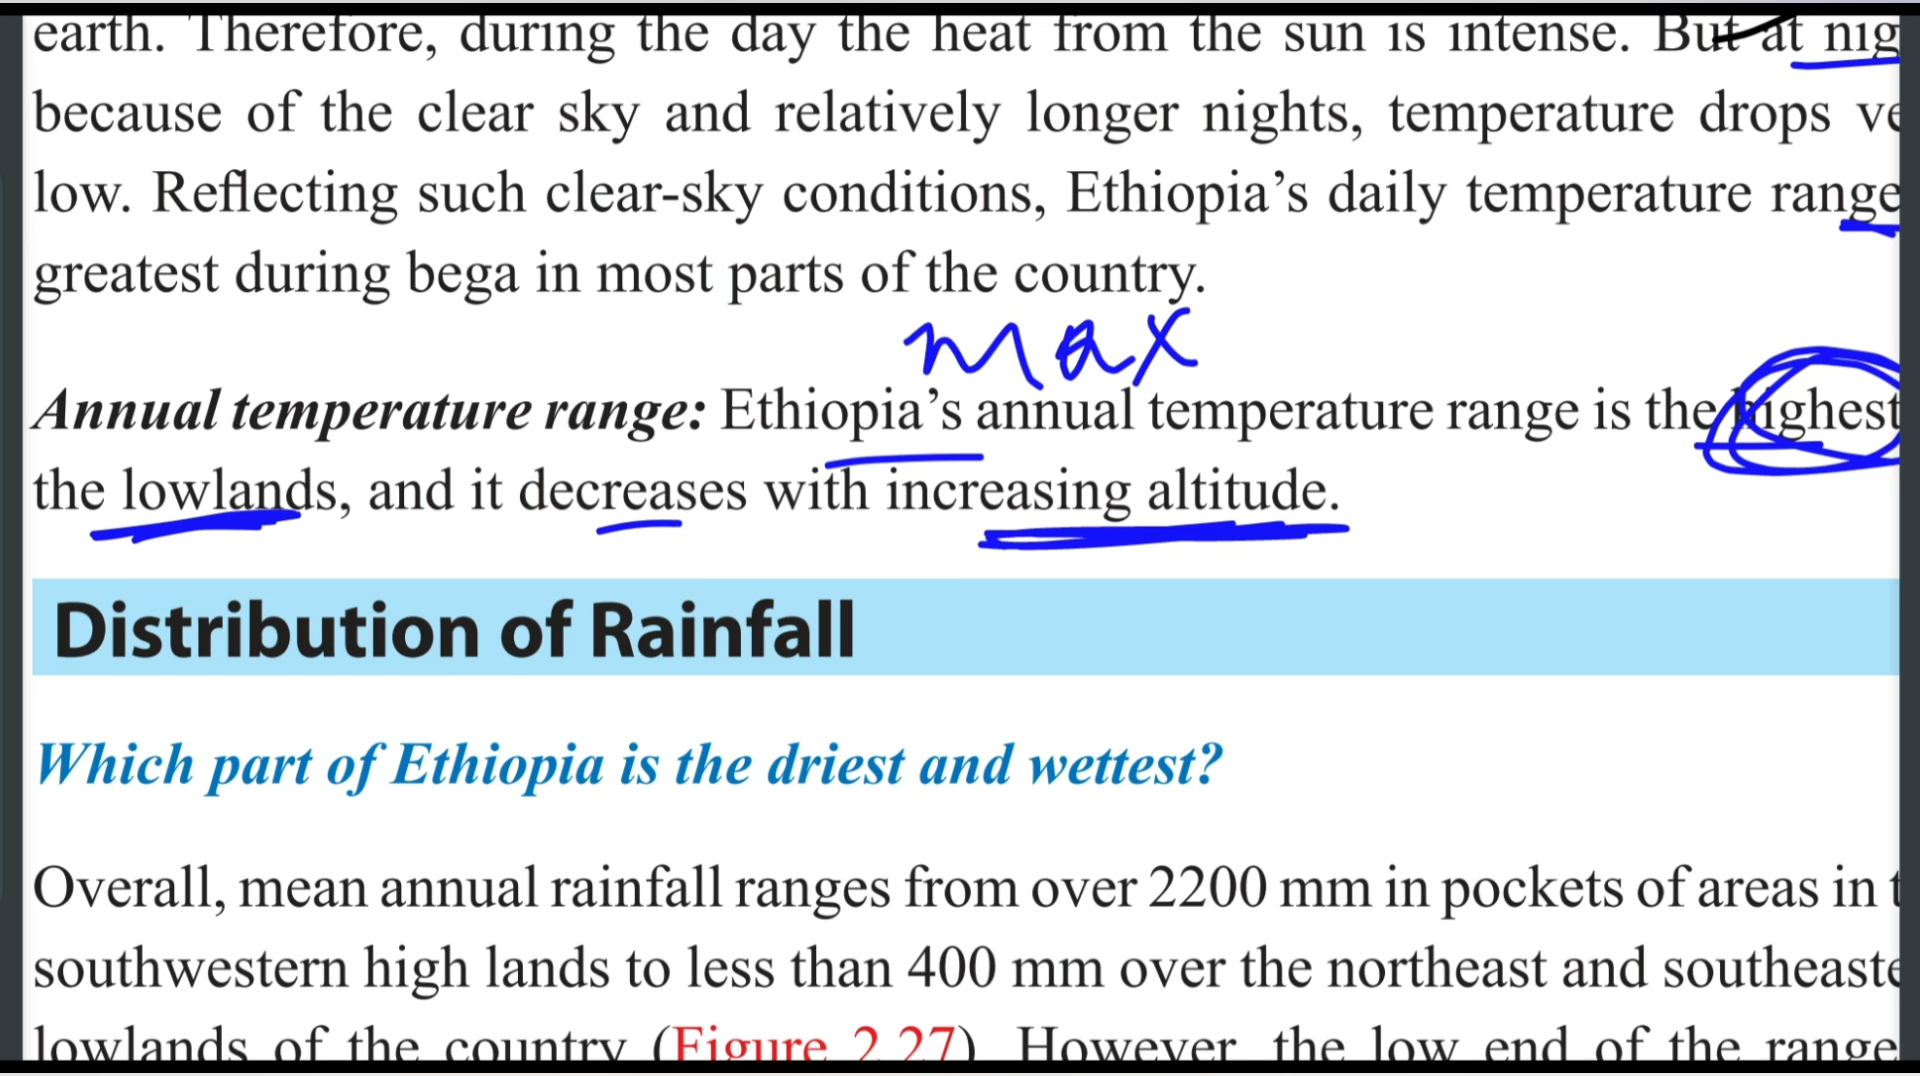 earth. Therefore, during the day the heat from the sun is intense. But at nig
because of the clear sky and relatively longer nights, temperature drops ve
low. Reflecting such clear-sky conditions, Ethiopia’s daily temperature range
greatest during bega in most parts of the country.
max
Annual temperature range: Ethiopia’s annual temperature range is the highest
the lowlands, and it decreases with increasing altitude.
Distribution of Rainfall
Which part of Ethiopia is the driest and wettest?
Overall, mean annual rainfall ranges from over 2200 mm in pockets of areas in t
southwestern high lands to less than 400 mm over the northeast and southeaste
lowlands of the country (Figure 2.27). However, the low end of the range